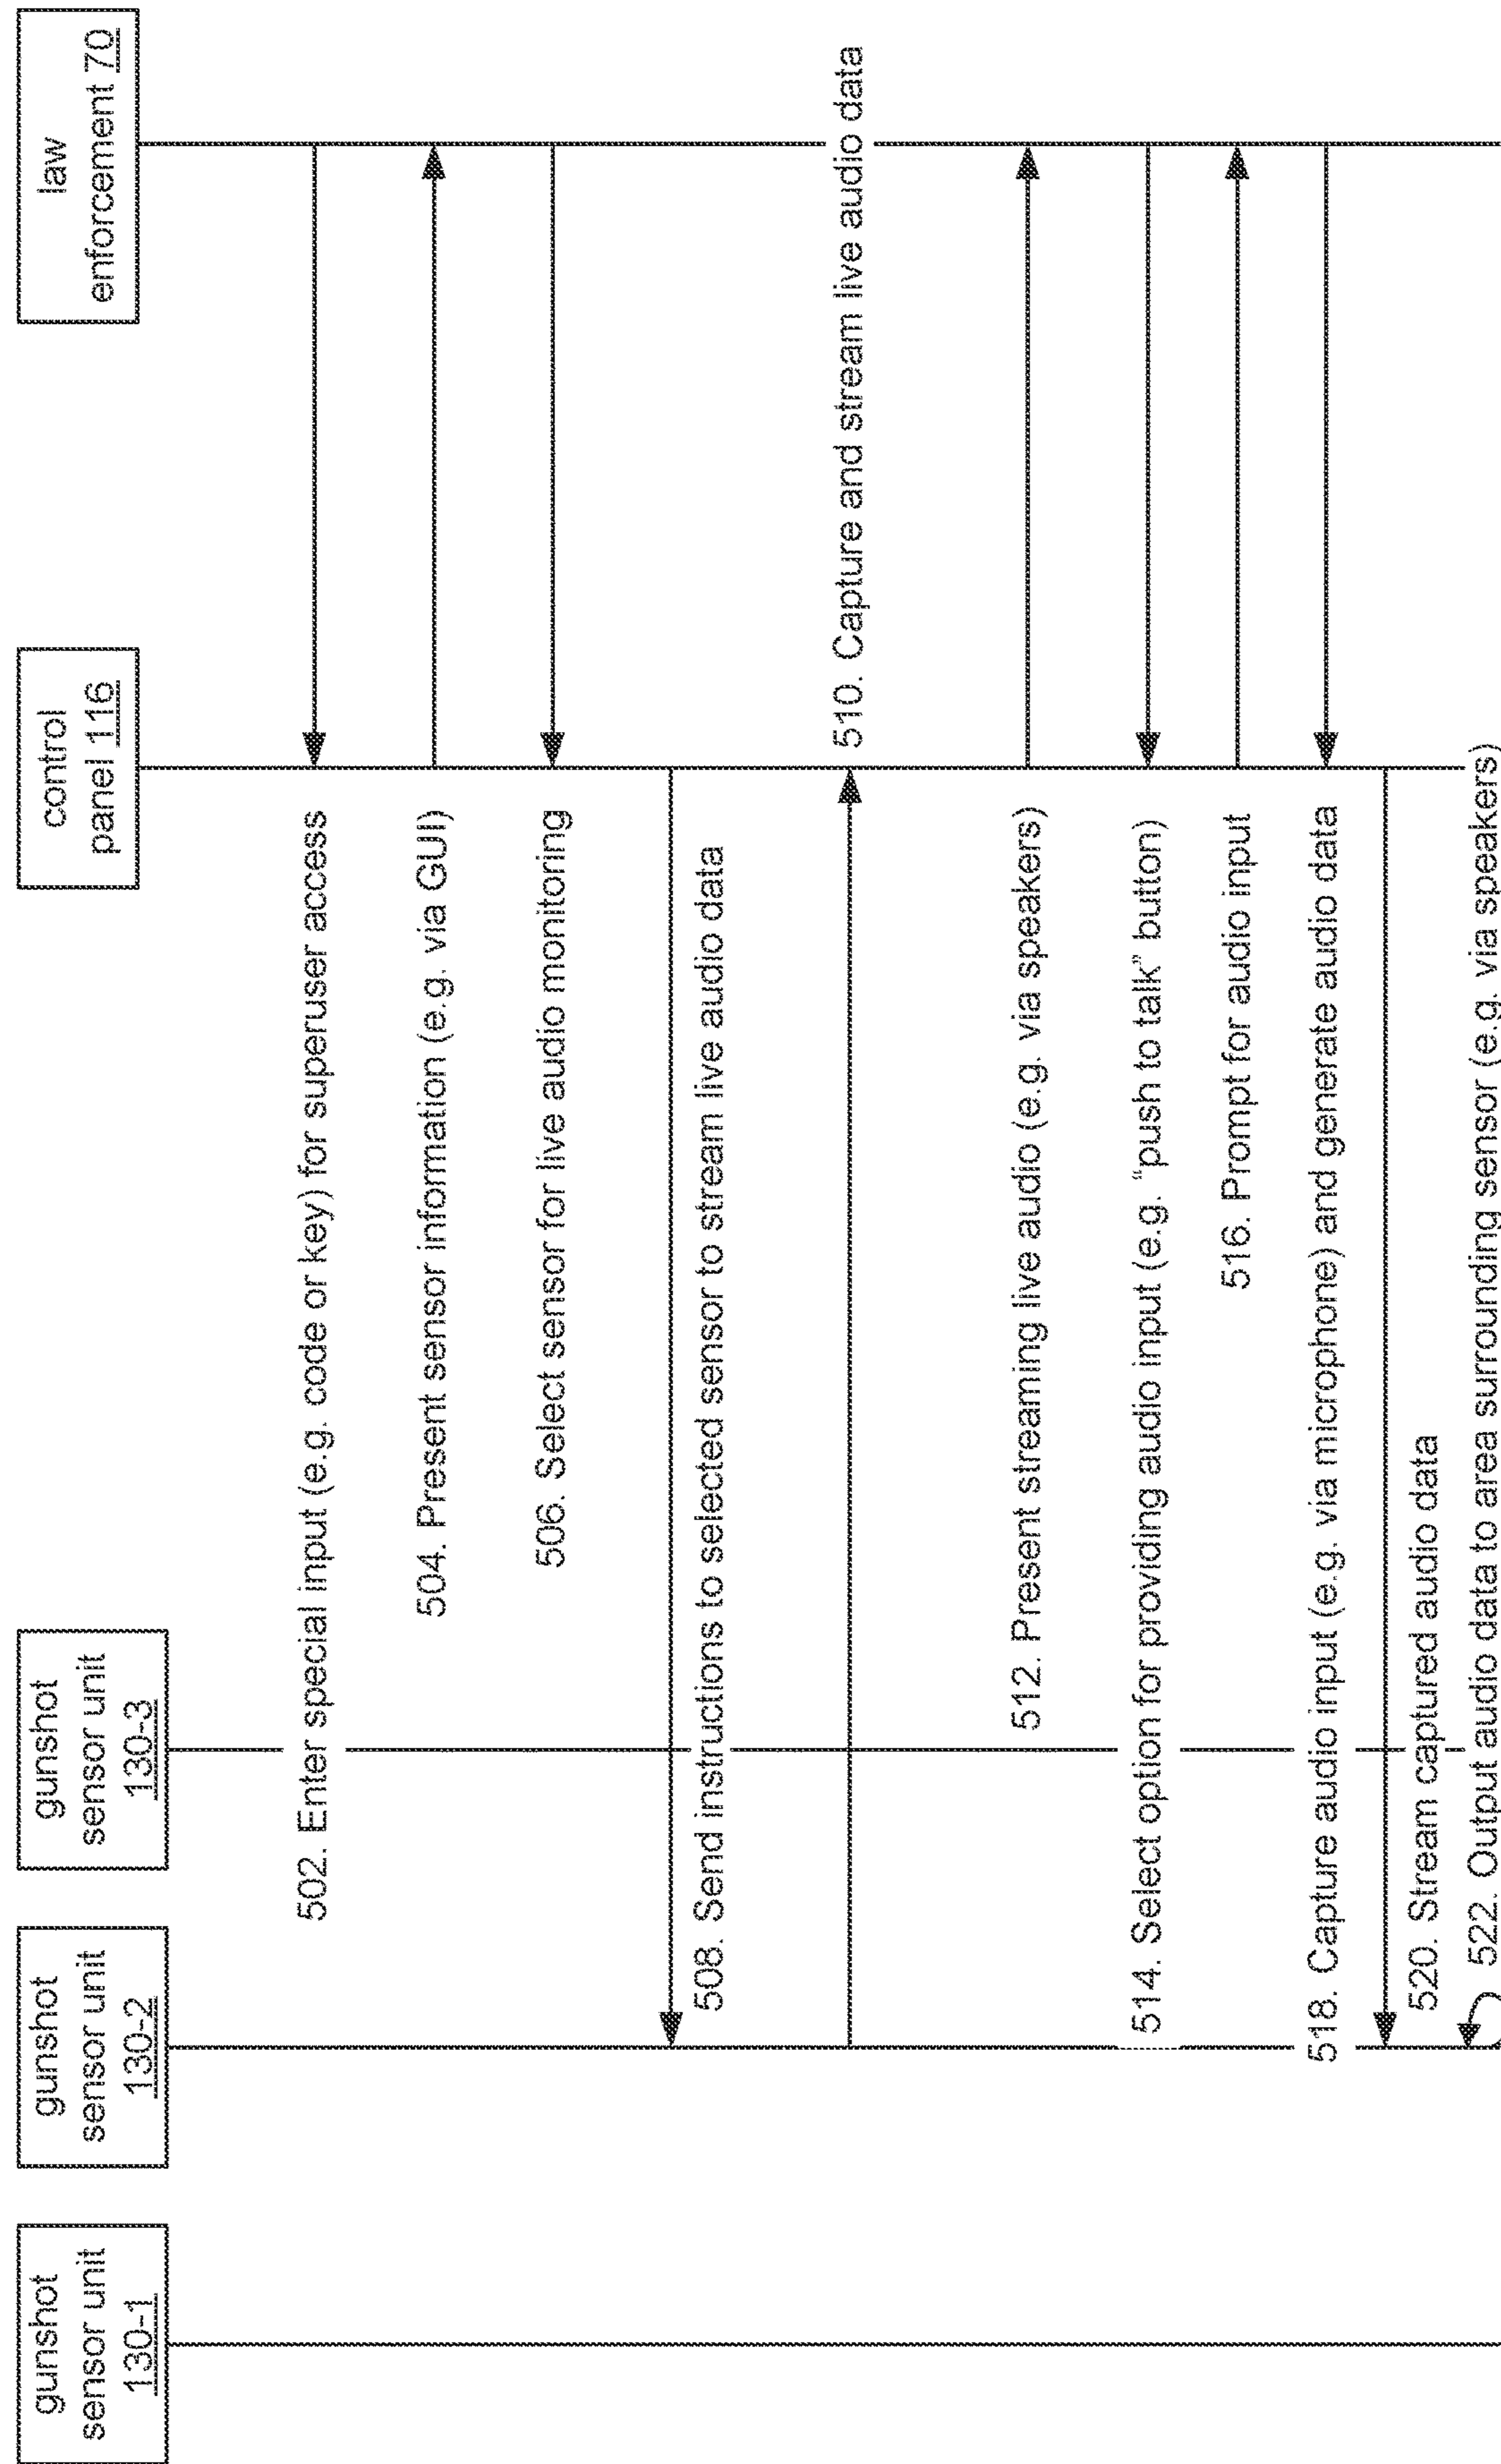 gunshot
sensor unit
130-1
gunshot
sensor unit
130-2
gunshot
sensor unit
130-3
control
panel 116
law
enforcement 70
502. Enter special input (e.g. code or key) for superuser access
504. Present sensor information (e.g. via GUI)
506. Select sensor for live audio monitoring
508. Send instructions to selected sensor to stream live audio data
510. Capture and stream live audio data
512. Present streaming live audio (e.g. via speakers)
514. Select option for providing audio input (e.g. “push to talk” button)
516. Prompt for audio input
518. Capture audio input (e.g. via microphone) and generate audio data
520. Stream captured audio data
522. Output audio data to area surrounding sensor (e.g. via speakers)